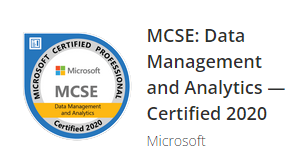 MICROSOFT CERTIFIED PROFESSIONAL
Microsoft
MCSE
Data Management
and Analytics
Certified 2020
MCSE: Data
Management
and Analytics —
Certified 2020
Microsoft